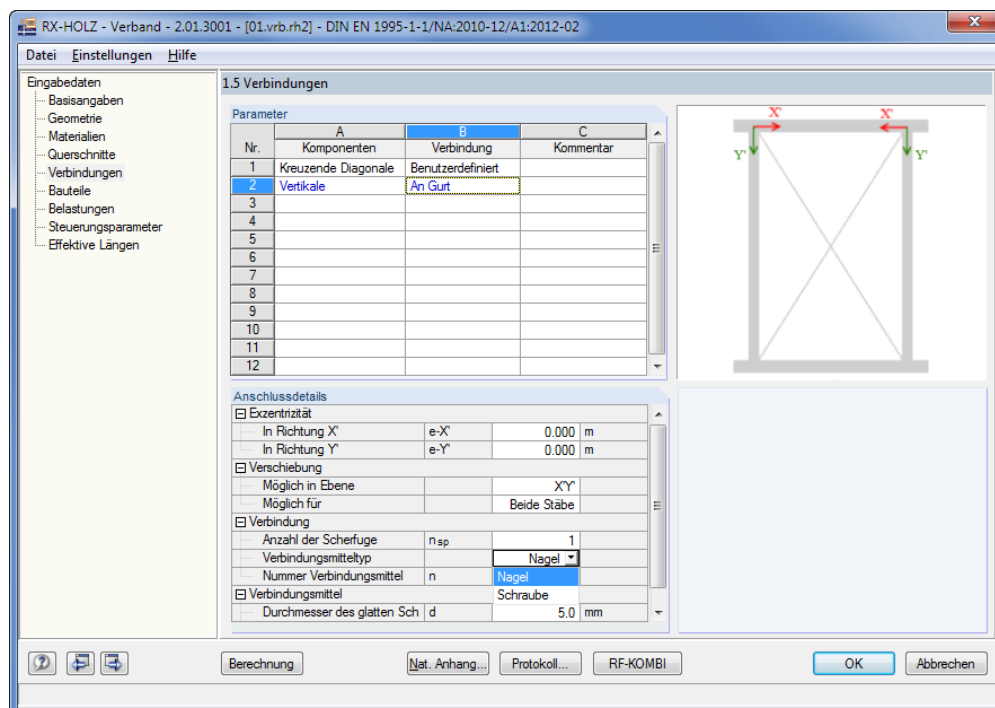 RX-HOLZ - Verband - 2.01.3001 - [01.vrb.rh2] - DIN EN 1995-1-1/NA:2010-12/A1:2012-02
Datei Einstellungen Hilfe
Eingabedaten
Basisangaben
Geometrie
Materialien
Querschnitte
Verbindungen
Bauteile
Belastungen
Steuerungsparameter
Effektive Längen
1.5 Verbindungen
Parameter
A B C
Nr. Komponenten Verbindung Kommentar
1 Kreuzende Diagonale Benutzerdefiniert
2 Vertikale An Gurt
3
4
5
6
7
8
9
10
11
12
X' X'
Y' Y'
Anschlussdetails
Exzentrizität
In Richtung X' e-X' 0.000 m
In Richtung Y' e-Y' 0.000 m
Verschiebung
Möglich in Ebene X'Y'
Möglich für Beide Stäbe
Verbindung
Anzahl der Scherfuge nsp 1
Verbindungsmitteltyp Nagel
Nummer Verbindungsmittel n Nagel
Verbindungsmittel Schraube
Durchmesser des glatten Sch d 5.0 mm
Berechnung Nat. Anhang... Protokoll... RF-KOMBI OK Abbrechen